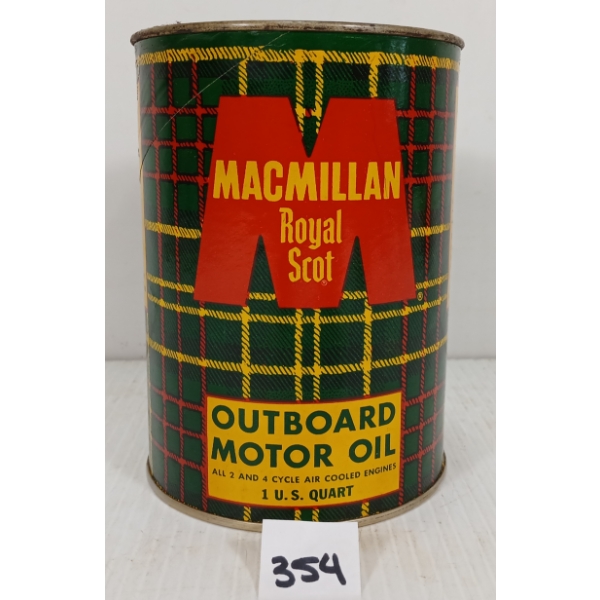 M
MACMILLAN
Royal
Scot®
®
OUTBOARD
MOTOR OIL
ALL 2 AND 4 CYCLE AIR COOLED ENGINES
1 U.S. QUART
354